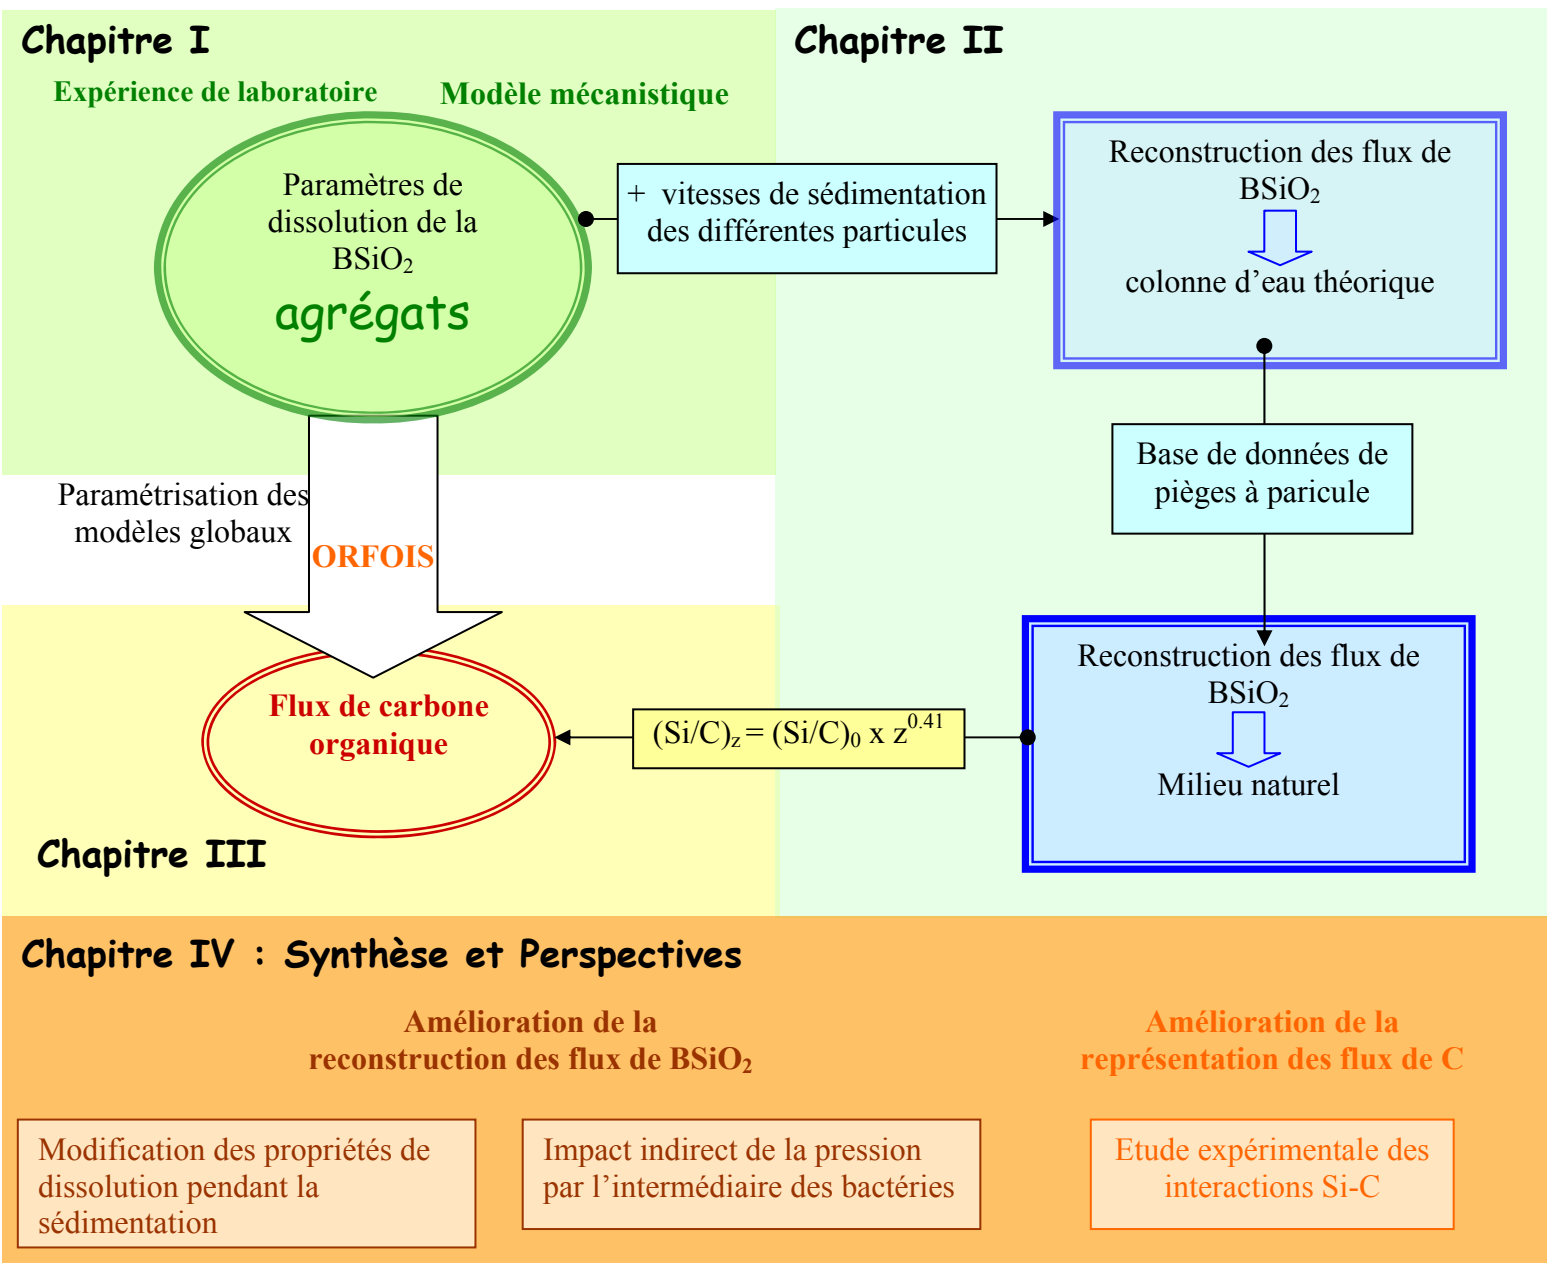 Chapitre I
Expérience de laboratoire
Modèle mécanistique
Paramètres de
dissolution de la
BSiO₂
agrégats
+ vitesses de sédimentation
des différentes particules
Chapitre II
Reconstruction des flux de
BSiO₂
colonne d’eau théorique
Base de données de
pièges à paricule
Reconstruction des flux de
BSiO₂
Milieu naturel
Paramétrisation des
modèles globaux
ORFOIS
(Si/C)z = (Si/C)₀ x z^0.41
Flux de carbone
organique
Chapitre III
Chapitre IV : Synthèse et Perspectives
Amélioration de la
reconstruction des flux de BSiO₂
Modification des propriétés de
dissolution pendant la
sédimentation
Impact indirect de la pression
par l’intermédiaire des bactéries
Amélioration de la
représentation des flux de C
Etude expérimentale des
interactions Si-C